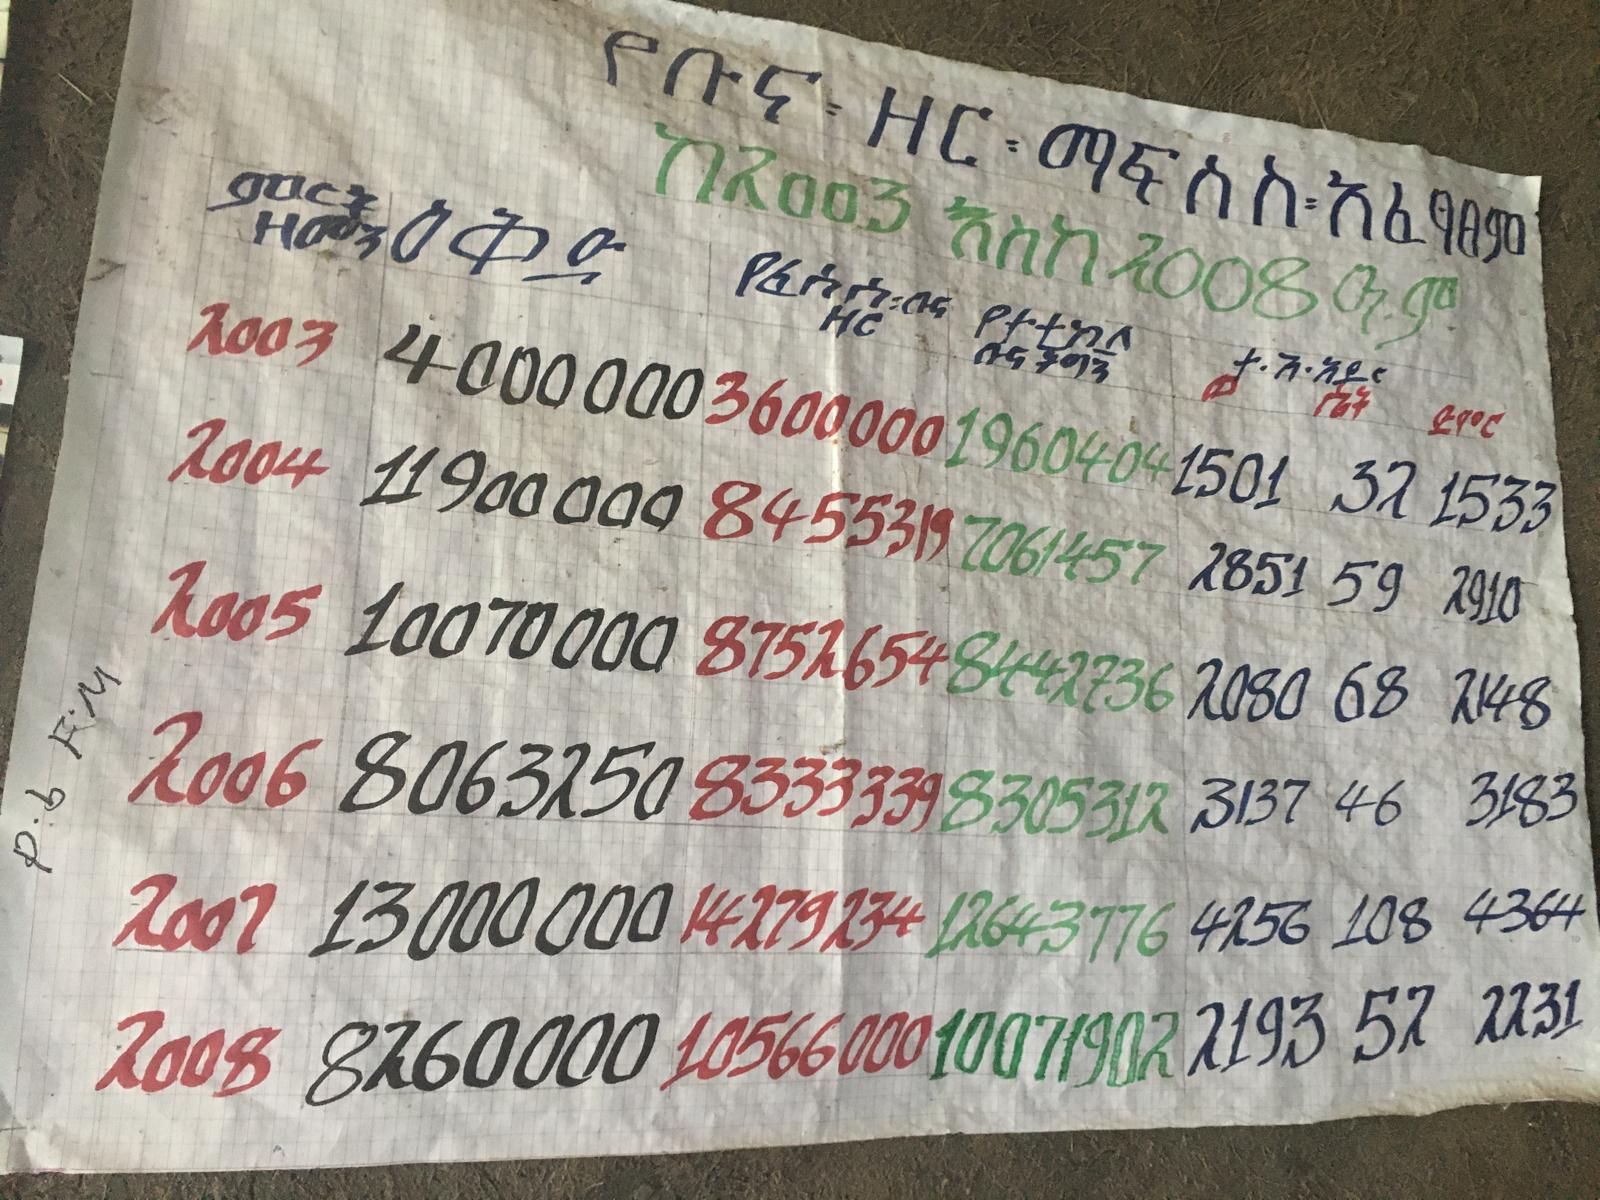 የቡና፡ ዘር፡ ማፍሰስ፡ አፈፃፀም
ከ2003 እስከ 2008 ዓ.ም
ምርት ዘመን ዕቅድ የፈሰሰ፡ ቡና ዘር የተተከለ ቡና ችግኝ ተ.አ.አደር
ወ ሴት ድምር
2003 4000000 3600000 1960404 1501 32 1533
2004 11900000 8455319 7061457 2851 59 2910
2005 10070000 8752654 8442736 2080 68 2148
2006 8063250 8333339 8305312 3137 46 3183
2007 13000000 14279234 12643776 4256 108 4364
2008 8260000 10566000 10071902 2193 52 2231